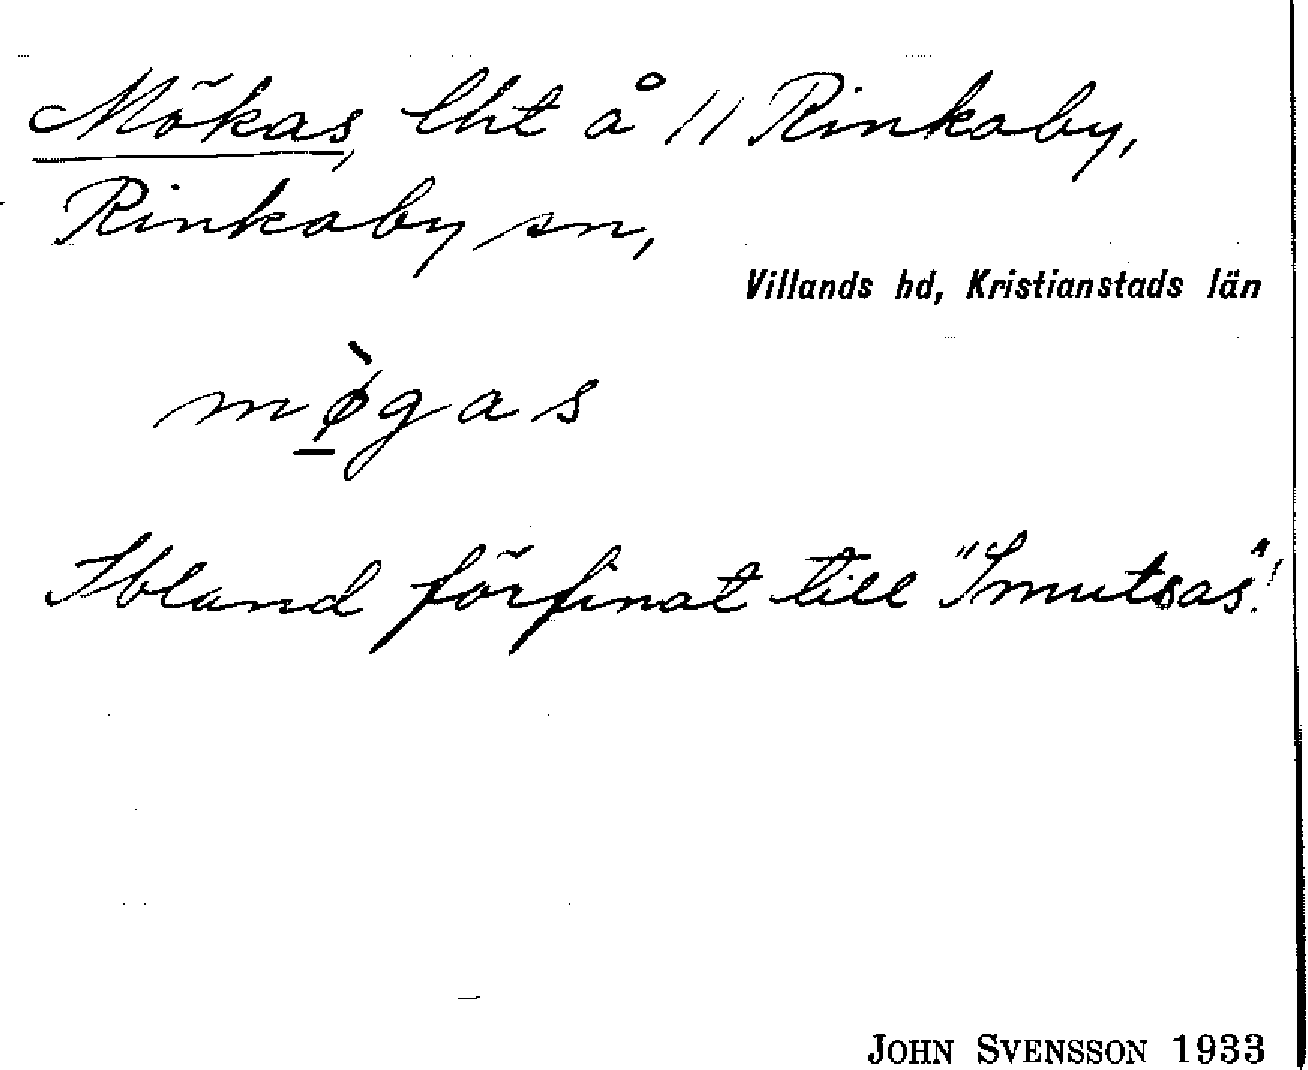 Mökas, lht å 11 Rinkaby,
Rinkaby sn,
Villands hd, Kristianstads län
mø̀gas
Ibland förfinat till "Smutsas"!
JOHN SVENSSON 1933